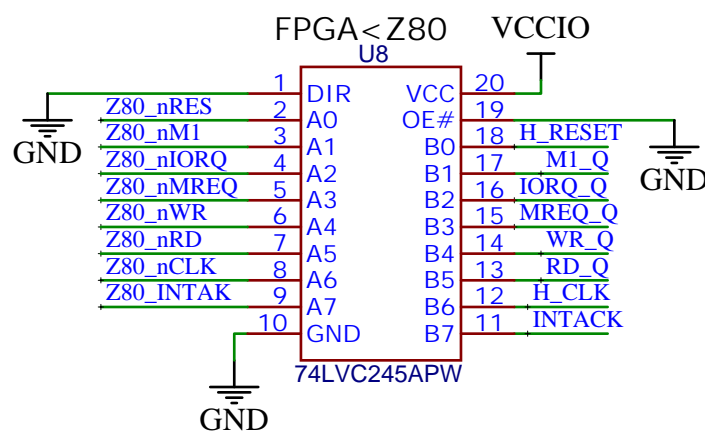 FPGA<Z80
VCCIO
U8
1 DIR VCC 20
Z80_nRES 2 A0 OE# 19
Z80_nM1 3 A1 B0 18 H_RESET
GND
Z80_nIORQ 4 A2 B1 17 M1_Q
GND
Z80_nMREQ 5 A3 B2 16 IORQ_Q
Z80_nWR 6 A4 B3 15 MREQ_Q
Z80_nRD 7 A5 B4 14 WR_Q
Z80_nCLK 8 A6 B5 13 RD_Q
Z80_INTAK 9 A7 B6 12 H_CLK
10 GND B7 11 INTACK
74LVC245APW
GND